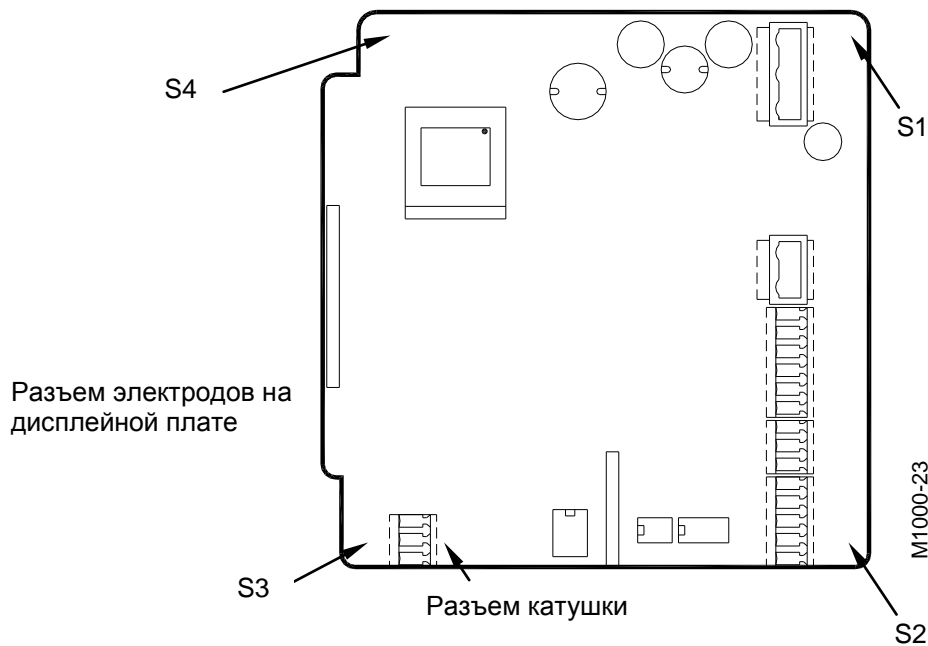 S4
S1
Разъем электродов на
дисплейной плате
M1000-23
S3
Разъем катушки
S2